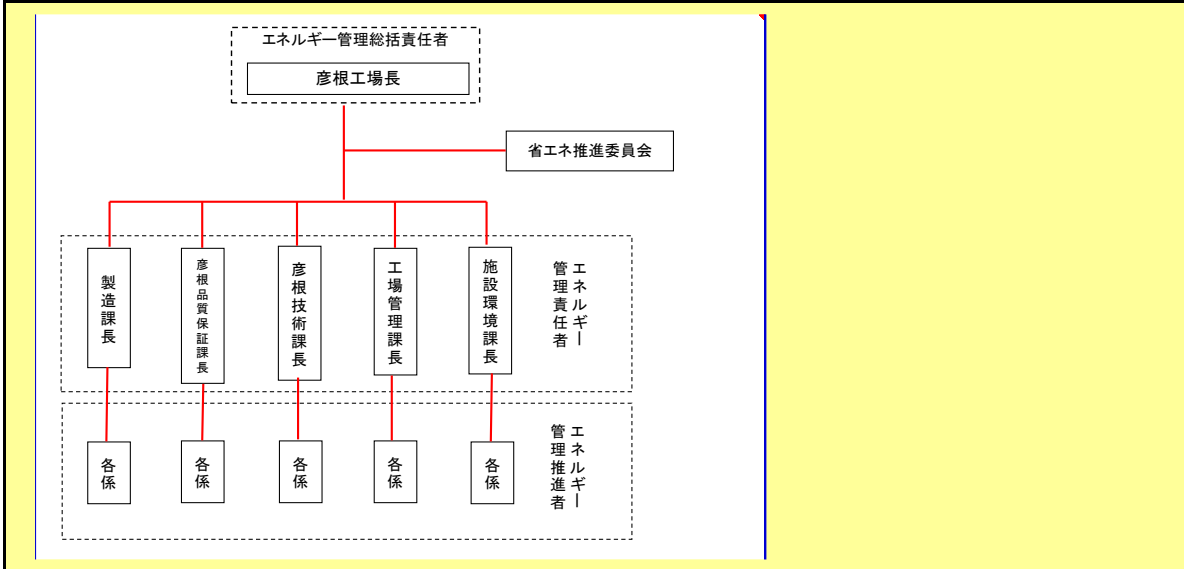 エネルギー管理総括責任者
彦根工場長
省エネ推進委員会
製造課長
彦根品質保証課長
彦根技術課長
工場管理課長
施設環境課長
エネルギー
管理責任者
各係
各係
各係
各係
各係
エネルギー
管理推進者